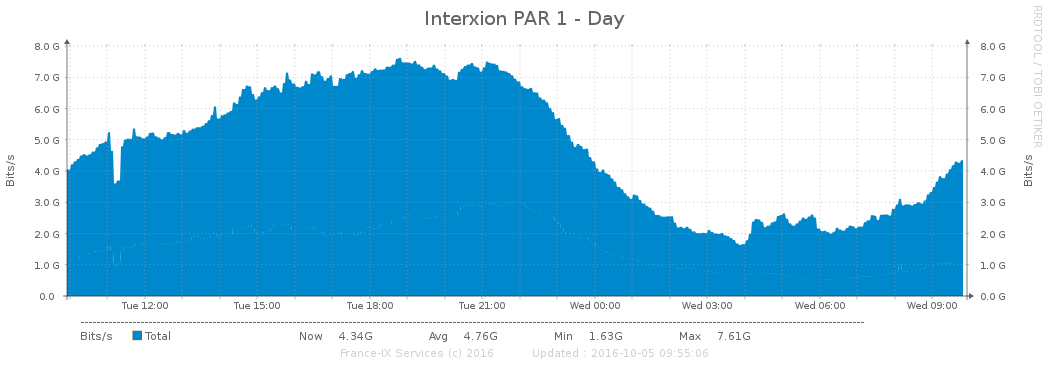 Interxion PAR 1 - Day
RRDTOOL / TOBI OETIKER
Bits/s
8.0 G 8.0 G
7.0 G 7.0 G
6.0 G 6.0 G
5.0 G 5.0 G
4.0 G 4.0 G
3.0 G 3.0 G
2.0 G 2.0 G
1.0 G 1.0 G
0.0 0.0 G
Bits/s
Tue 12:00 Tue 15:00 Tue 18:00 Tue 21:00 Wed 00:00 Wed 03:00 Wed 06:00 Wed 09:00
Bits/s Total Now 4.34G Avg 4.76G Min 1.63G Max 7.61G
France-IX Services (c) 2016 Updated : 2016-10-05 09:55:06